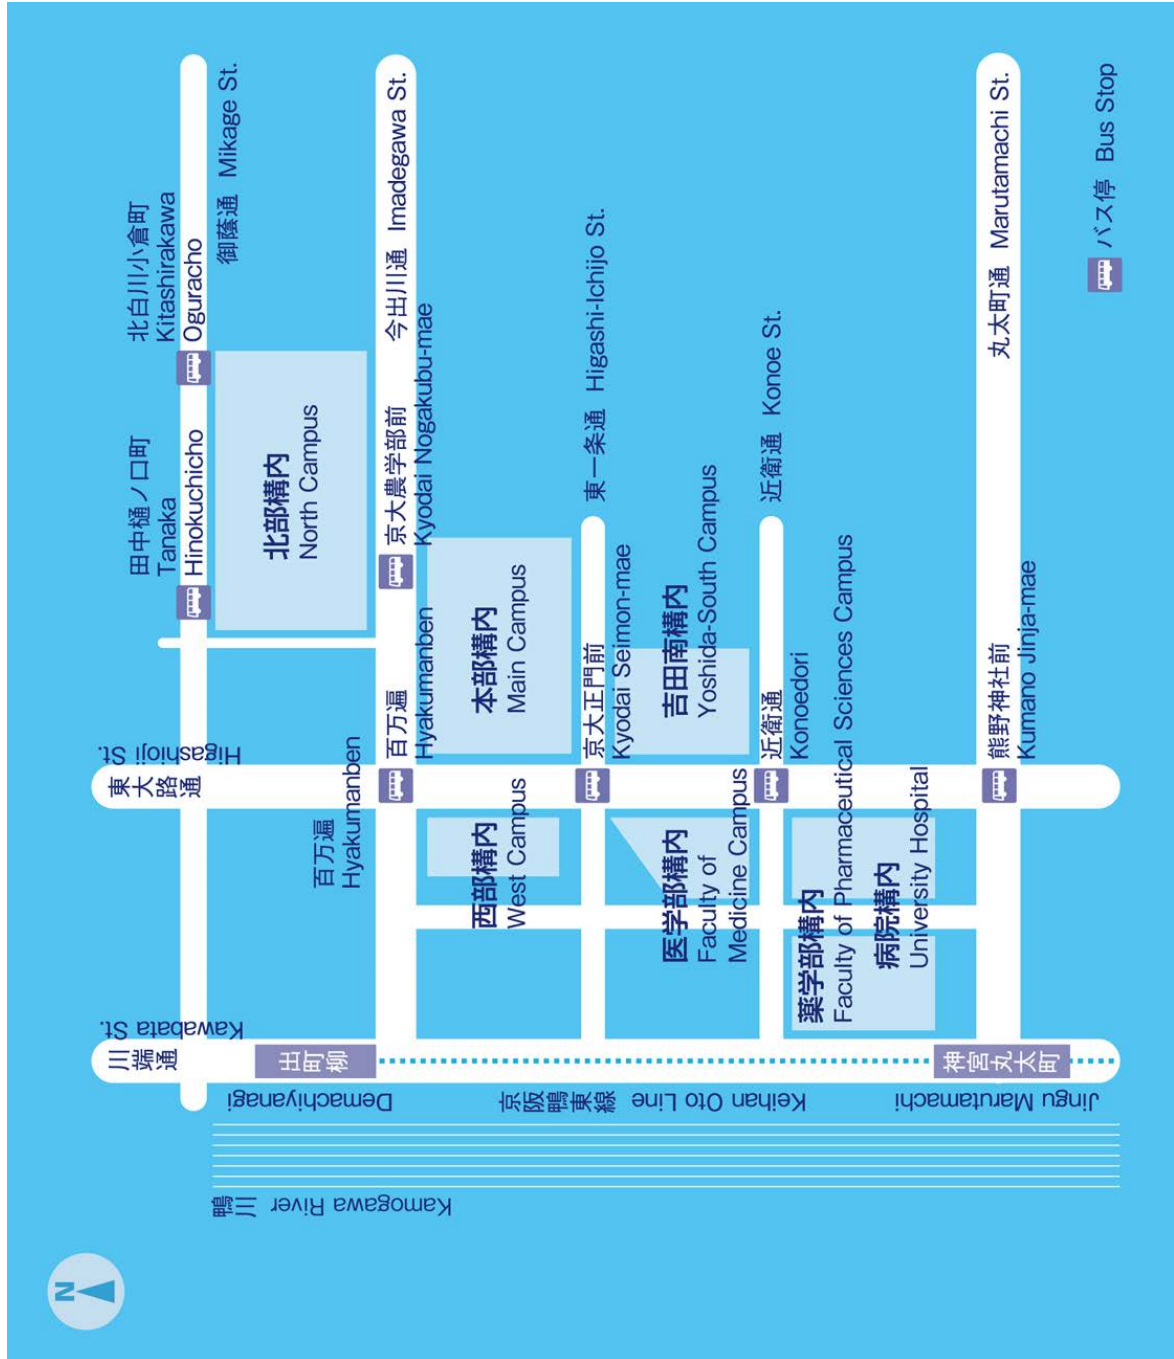 N
鴨川 Kamogawa River
川端通
Kawabata St.
出町柳
Demachiyanagi
京阪鴨東線 Keihan Oto Line
神宮丸太町
Jingu Marutamachi
東大路通
Higashioji St.
田中樋ノ口町
Tanaka
Hinokuchicho
北白川小倉町
Kitashirakawa
Oguracho
御蔭通 Mikage St.
北部構内
North Campus
百万遍
Hyakumanben
百万遍
Hyakumanben
京大農学部前
Kyodai Nogakubu-mae
今出川通 Imadegawa St.
西部構内
West Campus
本部構内
Main Campus
京大正門前
Kyodai Seimon-mae
東一条通 Higashi-Ichijo St.
医学部構内
Faculty of
Medicine Campus
吉田南構内
Yoshida-South Campus
近衛通
Konoedori
近衛通 Konoe St.
薬学部構内
Faculty of Pharmaceutical Sciences Campus
病院構内
University Hospital
熊野神社前
Kumano Jinja-mae
丸太町通 Marutamachi St.
バス停 Bus Stop